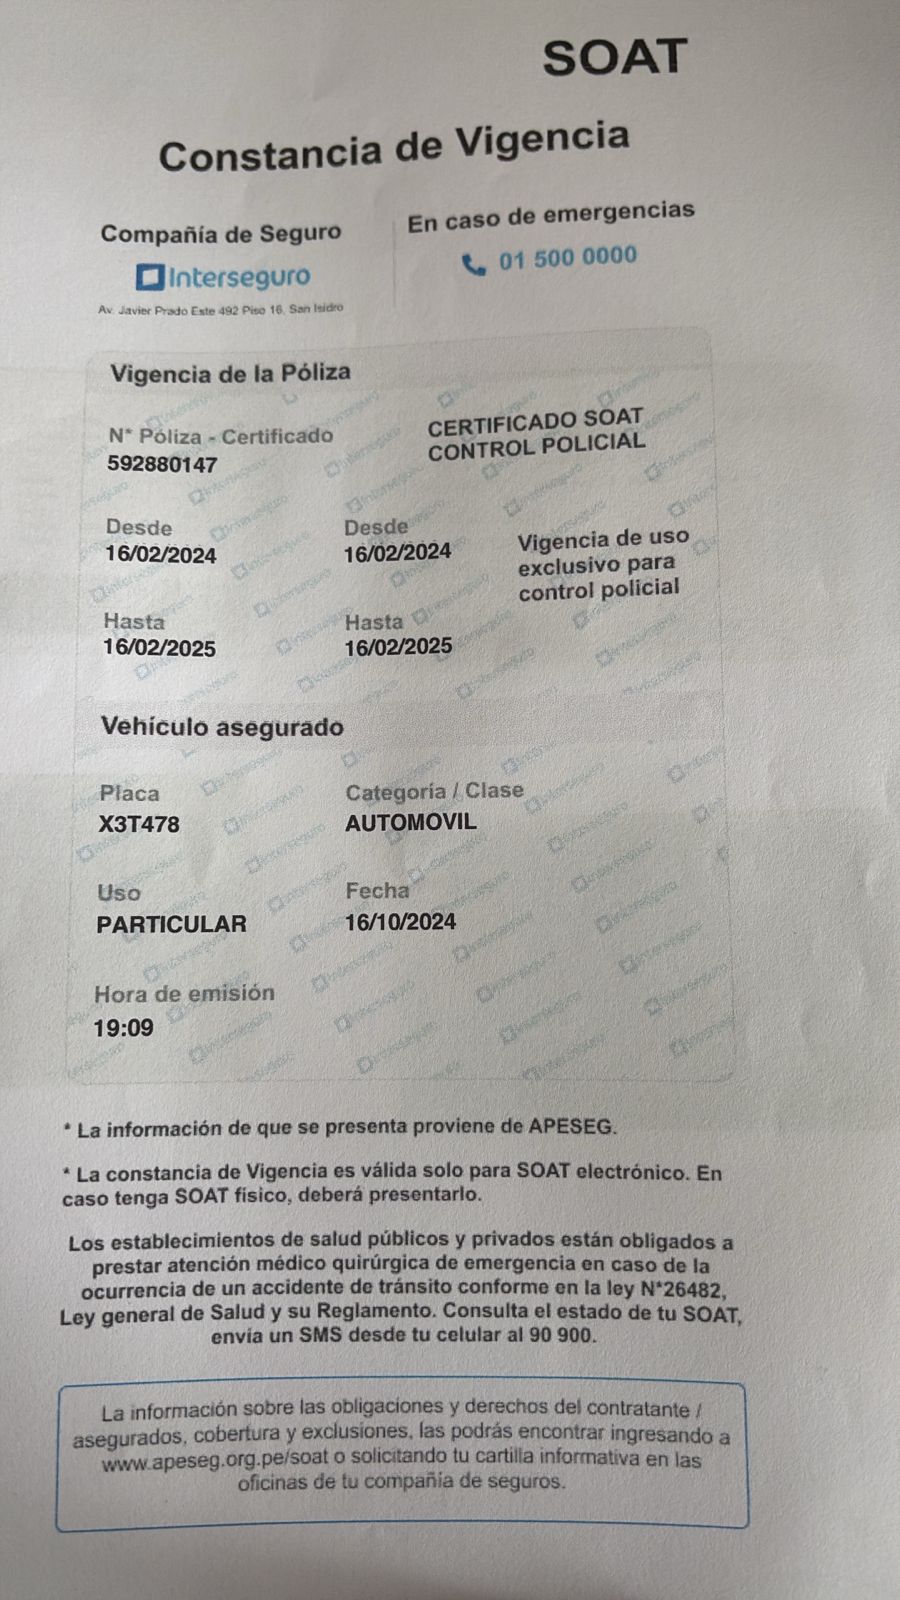 SOAT
Constancia de Vigencia
Compañía de Seguro
Interseguro
Av. Javier Prado Este 492 Piso 16, San Isidro
En caso de emergencias
01 500 0000
Vigencia de la Póliza
N* Póliza - Certificado
592880147
CERTIFICADO SOAT
CONTROL POLICIAL
Desde
16/02/2024
Desde
16/02/2024
Vigencia de uso
exclusivo para
control policial
Hasta
16/02/2025
Hasta
16/02/2025
Vehículo asegurado
Placa
X3T478
Categoría / Clase
AUTOMOVIL
Uso
PARTICULAR
Fecha
16/10/2024
Hora de emisión
19:09
* La información de que se presenta proviene de APESEG.
* La constancia de Vigencia es válida solo para SOAT electrónico. En
caso tenga SOAT fisico, deberá presentarlo.
Los establecimientos de salud públicos y privados están obligados a
prestar atención médico quirúrgica de emergencia en caso de la
ocurrencia de un accidente de tránsito conforme en la ley N*26482,
Ley general de Salud y su Reglamento. Consulta el estado de tu SOAT,
envía un SMS desde tu celular al 90 900.
La información sobre las obligaciones y derechos del contratante /
asegurados, cobertura y exclusiones, las podrás encontrar ingresando a
www.apeseg.org.pe/soat o solicitando tu cartilla informativa en las
oficinas de tu compañía de seguros.